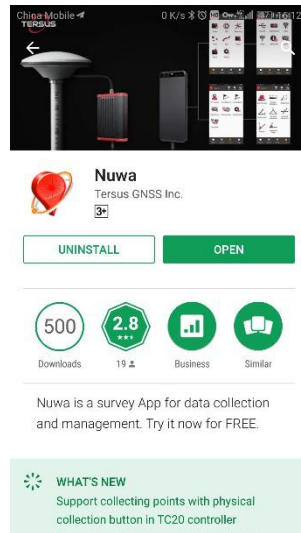 China Mobile
0 K/s
16:12
TERSUS
Nuwa
Tersus GNSS Inc.
3+
UNINSTALL
OPEN
500
2.8
Downloads
19
Business
Similar
Nuwa is a survey App for data collection
and management. Try it now for FREE.
WHAT'S NEW
Support collecting points with physical
collection button in TC20 controller